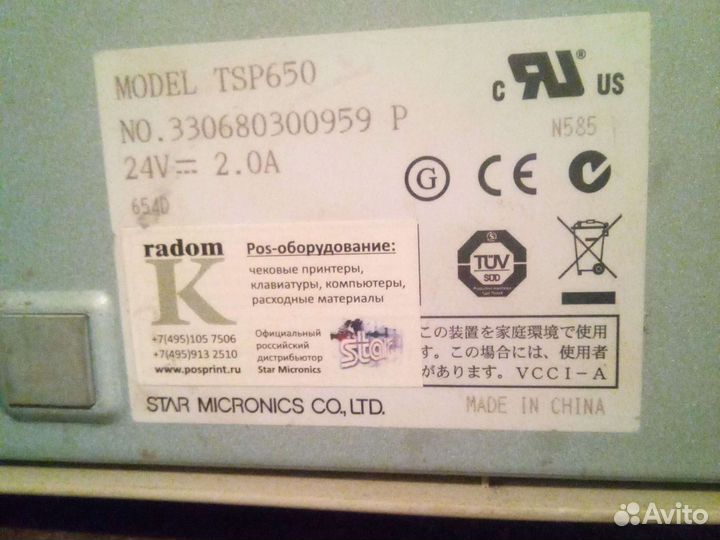 MODEL TSP650
NO.330680300959 P
24V 2.0A
654D
c RU US
N585
G CE
TÜV
SÜD
radom
K
+7(495)105 7506
+7(495)913 2510
www.posprint.ru
Pos-оборудование:
чековые принтеры,
клавиатуры, компьютеры,
расходные материалы
Официальный
российский
дистрибьютор
Star Micronics
Star
この装置を家庭環境で使用
す。この場合には、使用者
があります。VCCI-A
STAR MICRONICS CO., LTD.
MADE IN CHINA
Avito